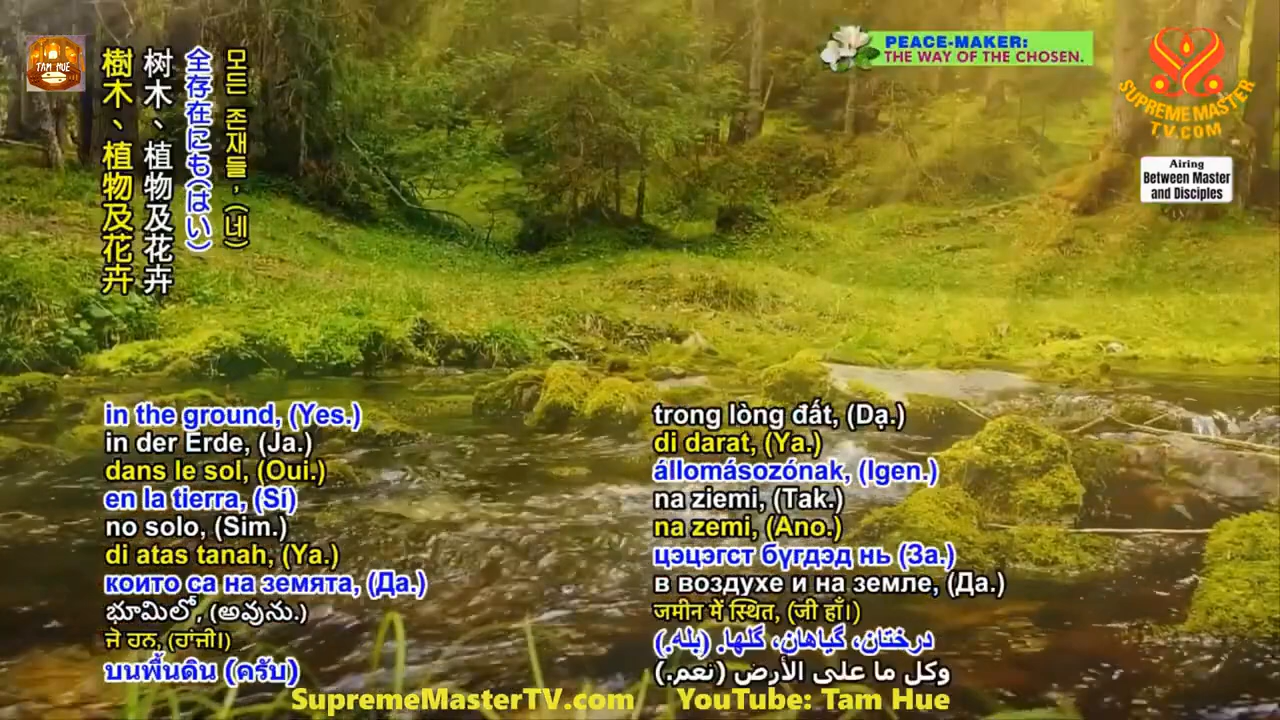 TAM HUE
PEACE-MAKER:
THE WAY OF THE CHOSEN.
SUPREME MASTER
TV.COM
Airing
Between Master
and Disciples
모든 존재들, (네)
全存在にも(はい)
树木、植物及花卉
樹木、植物及花卉
in the ground, (Yes.)
in der Erde, (Ja.)
dans le sol, (Oui.)
en la tierra, (Sí)
no solo, (Sim.)
di atas tanah, (Ya.)
които са на земята, (Да.)
భూమిలో, (అవును.)
ਜੋ ਹਨ, (ਹਾਂਜੀ।)
บนพื้นดิน (ครับ)
trong lòng đất, (Dạ.)
di darat, (Ya.)
állomásozónak, (Igen.)
na ziemi, (Tak.)
na zemi, (Ano.)
цэцэгст бүгдэд нь (За.)
в воздухе и на земле, (Да.)
जमीन में स्थित, (जी हाँ।)
درختان، گیاهان، گلها. (بله.)
وكل ما على الأرض (نعم.)
SupremeMasterTV.com YouTube: Tam Hue